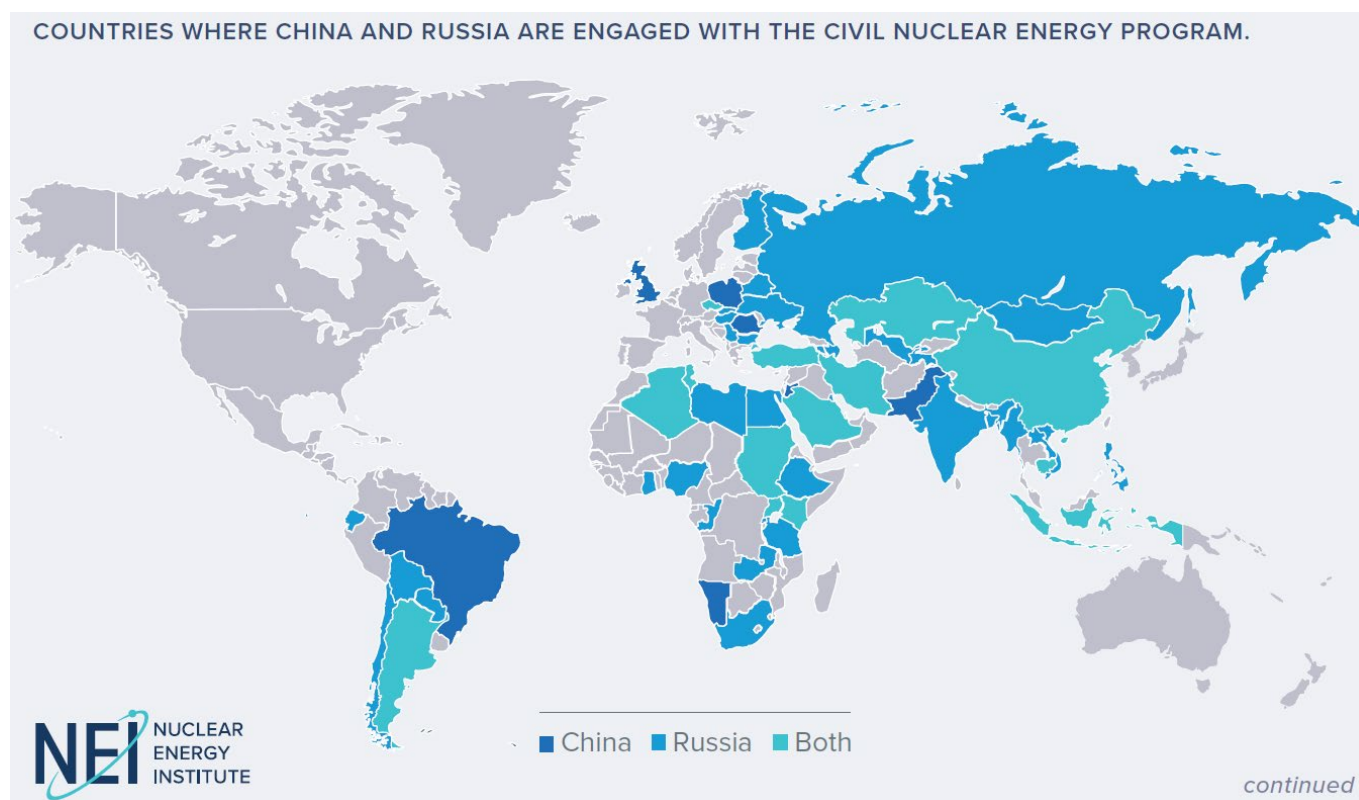 COUNTRIES WHERE CHINA AND RUSSIA ARE ENGAGED WITH THE CIVIL NUCLEAR ENERGY PROGRAM.
China Russia Both
NEI
NUCLEAR
ENERGY
INSTITUTE
continued